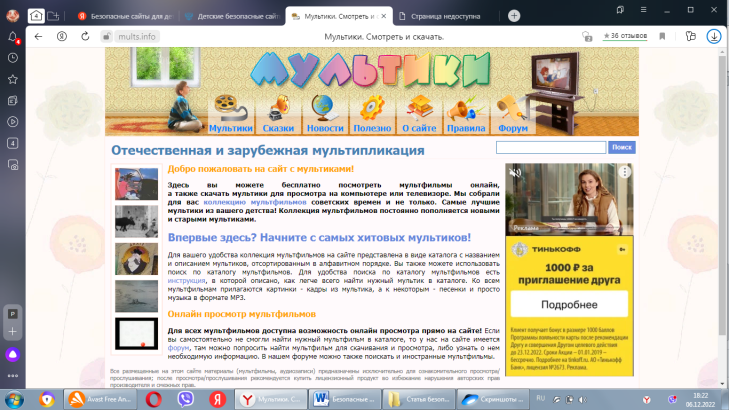 4
Безопасные сайты для де
Детские безопасные сайт
Мультики. Смотреть и с
Страница недоступна
mults.info
Мультики. Смотреть и скачать.
36 отзывов
МУЛЬТИКИ
Мультики Сказки Новости Полезно О сайте Правила Форум
Отечественная и зарубежная мультипликация
Поиск
Добро пожаловать на сайт с мультиками!
Здесь вы можете бесплатно посмотреть мультфильмы онлайн,
а также скачать мультики для просмотра на компьютере или телевизоре. Мы собрали
для вас коллекцию мультфильмов советских времен и не только. Самые лучшие
мультики из вашего детства! Коллекция мультфильмов постоянно пополняется новыми
и старыми мультиками.
Впервые здесь? Начните с самых хитовых мультиков!
Для вашего удобства коллекция мультфильмов на сайте представлена в виде каталога с названием
и описанием мультиков, отсортированным в алфавитном порядке. Вы также можете использовать
поиск по каталогу мультфильмов. Для удобства поиска по каталогу мультфильмов есть
инструкция, в которой описано, как легче всего найти нужный мультик в каталоге. Ко всем
мультфильмам прилагаются картинки - кадры из мультика, а к некоторым - песенки и просто
музыка в формате MP3.
Онлайн просмотр мультфильмов
Для всех мультфильмов доступна возможность онлайн просмотра прямо на сайте! Если
вы самостоятельно не смогли найти нужный мультфильм в каталоге, то у нас на сайте имеется
форум, там можно попросить найти мультфильм для скачивания и просмотра, либо узнать о нем
необходимую информацию. В нашем форуме можно также поискать и иностранные мультфильмы.
Все размещенные на этом сайте материалы (мультфильмы, аудиосказки) предназначены исключительно для ознакомительного просмотра/
прослушивания; после просмотра/прослушивания рекомендуется купить лицензионный продукт во избежание нарушения авторских прав
производителя и смежных прав.
Реклама
ТИНЬКОФФ
1000 ₽ за
приглашение друга
Подробнее
Клиент получит бонус в размере 1000 баллов
Программы лояльности карты после рекомендации
Другу и совершения Другом целевого действия
до 23.12.2022. Срок Акции – 01.01.2019 –
бессрочно. Подробнее на tinkoff.ru. АО «Тинькофф
Банк», лицензия №2673. Реклама.
Avast Free An...
Мультики. С...
Безопасные ...
Статьи безоп...
Скриншоты ...
RU
18:22
06.12.2022